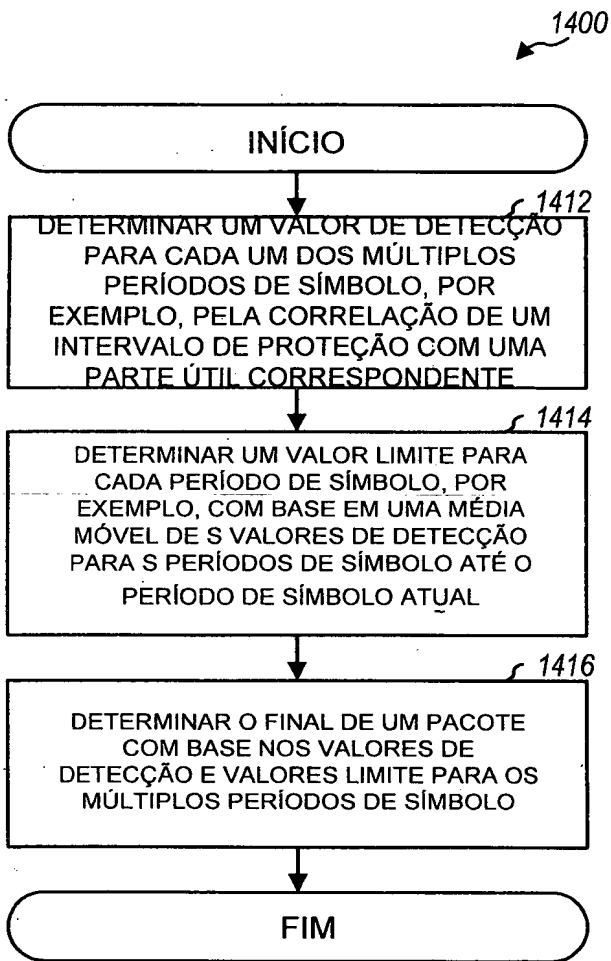 1400
INÍCIO
1412
DETERMINAR UM VALOR DE DETECÇÃO
PARA CADA UM DOS MÚLTIPLOS
PERÍODOS DE SÍMBOLO, POR
EXEMPLO, PELA CORRELAÇÃO DE UM
INTERVALO DE PROTEÇÃO COM UMA
PARTE ÚTIL CORRESPONDENTE
1414
DETERMINAR UM VALOR LIMITE PARA
CADA PERÍODO DE SÍMBOLO, POR
EXEMPLO, COM BASE EM UMA MÉDIA
MÓVEL DE S VALORES DE DETECÇÃO
PARA S PERÍODOS DE SÍMBOLO ATÉ O
PERÍODO DE SÍMBOLO ATUAL
1416
DETERMINAR O FINAL DE UM PACOTE
COM BASE NOS VALORES DE
DETECÇÃO E VALORES LIMITE PARA OS
MÚLTIPLOS PERÍODOS DE SÍMBOLO
FIM